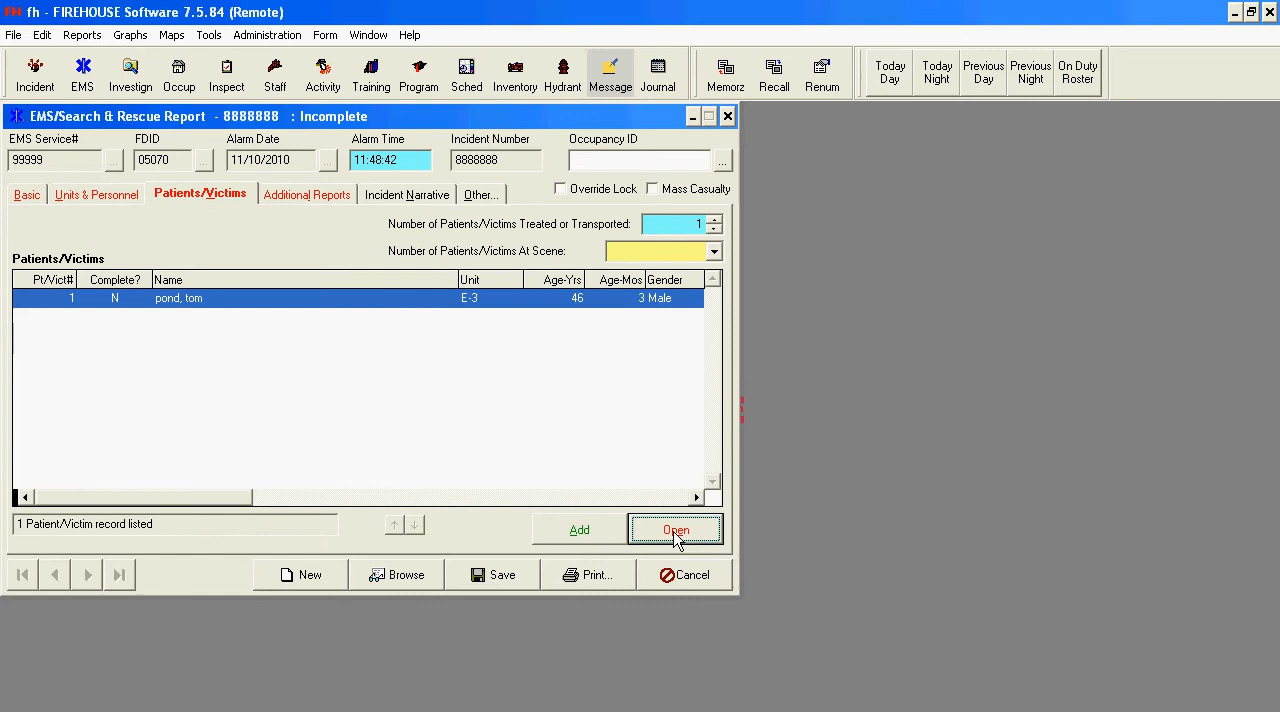 fh - FIREHOUSE Software 7.5.84 (Remote)
File Edit Reports Graphs Maps Tools Administration Form Window Help
Incident EMS Investign Occup Inspect Staff Activity Training Program Sched Inventory Hydrant Message Journal Memorz Recall Renum Today Day Today Night Previous Day Previous Night On Duty Roster
EMS/Search & Rescue Report - 8888888 : Incomplete
EMS Service# FDID Alarm Date Alarm Time Incident Number Occupancy ID
99999 ... 05070 ... 11/10/2010 ... 11:48:42 8888888 ...
Basic Units & Personnel Patients/Victims Additional Reports Incident Narrative Other... Override Lock Mass Casualty
Number of Patients/Victims Treated or Transported: 1
Number of Patients/Victims At Scene:
Patients/Victims
Pt/Vict# Complete? Name Unit Age-Yrs Age-Mos Gender
1 N pond, tom E-3 46 3 Male
1 Patient/Victim record listed
Add Open
New Browse Save Print... Cancel